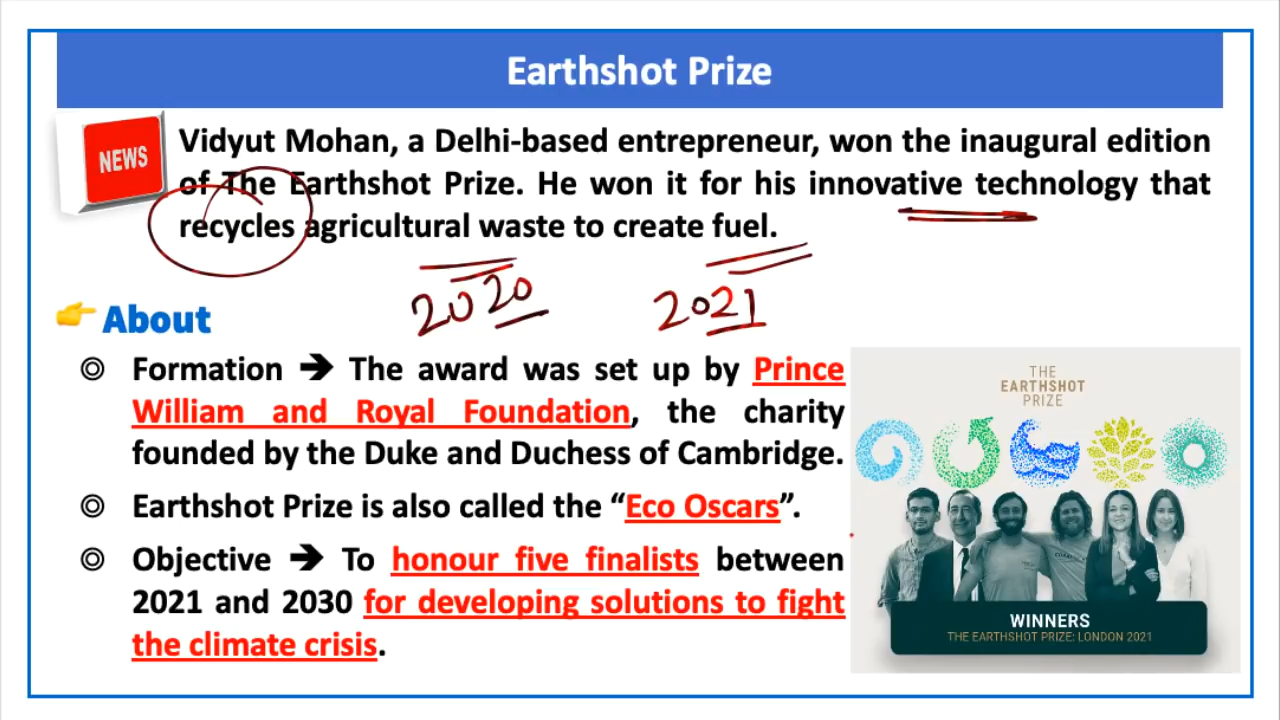 Earthshot Prize
NEWS
Vidyut Mohan, a Delhi-based entrepreneur, won the inaugural edition
of The Earthshot Prize. He won it for his innovative technology that
recycles agricultural waste to create fuel.
2020 2021
About
Formation → The award was set up by Prince
William and Royal Foundation, the charity
founded by the Duke and Duchess of Cambridge.
Earthshot Prize is also called the “Eco Oscars”.
Objective → To honour five finalists between
2021 and 2030 for developing solutions to fight
the climate crisis.
THE
EARTHSHOT
PRIZE
WINNERS
THE EARTHSHOT PRIZE: LONDON 2021